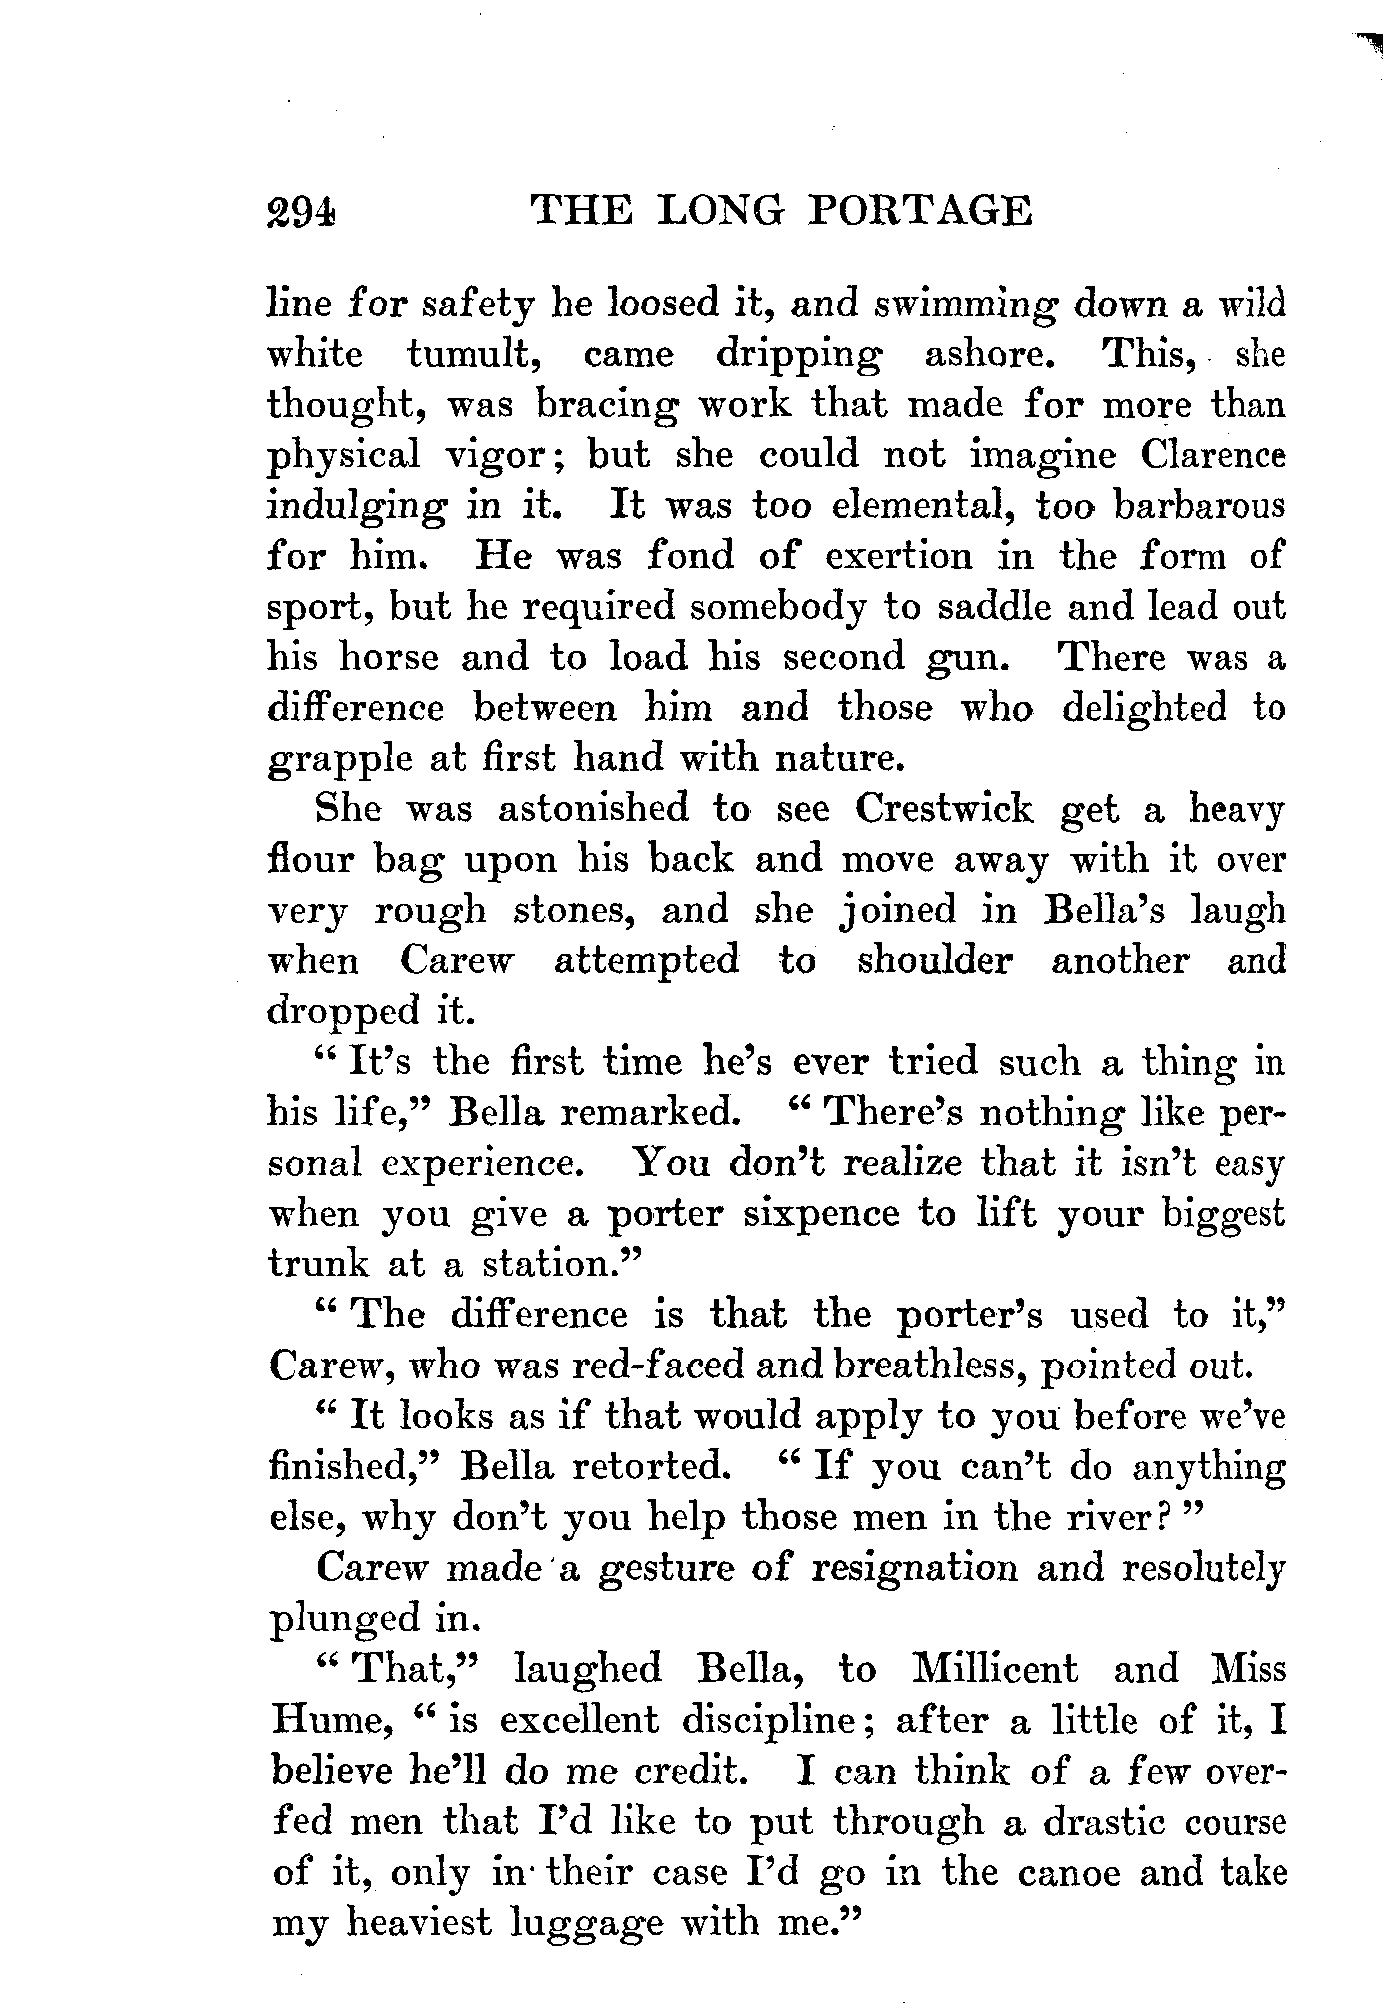 294 THE LONG PORTAGE
line for safety he loosed it, and swimming down a wild
white tumult, came dripping ashore. This, she
thought, was bracing work that made for more than
physical vigor; but she could not imagine Clarence
indulging in it. It was too elemental, too barbarous
for him. He was fond of exertion in the form of
sport, but he required somebody to saddle and lead out
his horse and to load his second gun. There was a
difference between him and those who delighted to
grapple at first hand with nature.
She was astonished to see Crestwick get a heavy
flour bag upon his back and move away with it over
very rough stones, and she joined in Bella's laugh
when Carew attempted to shoulder another and
dropped it.
“ It's the first time he's ever tried such a thing in
his life,” Bella remarked. “ There's nothing like per-
sonal experience. You don't realize that it isn't easy
when you give a porter sixpence to lift your biggest
trunk at a station.”
“ The difference is that the porter's used to it,”
Carew, who was red-faced and breathless, pointed out.
“ It looks as if that would apply to you before we've
finished,” Bella retorted. “ If you can't do anything
else, why don't you help those men in the river? ”
Carew made a gesture of resignation and resolutely
plunged in.
“ That,” laughed Bella, to Millicent and Miss
Hume, “ is excellent discipline; after a little of it, I
believe he'll do me credit. I can think of a few over-
fed men that I'd like to put through a drastic course
of it, only in their case I'd go in the canoe and take
my heaviest luggage with me.”